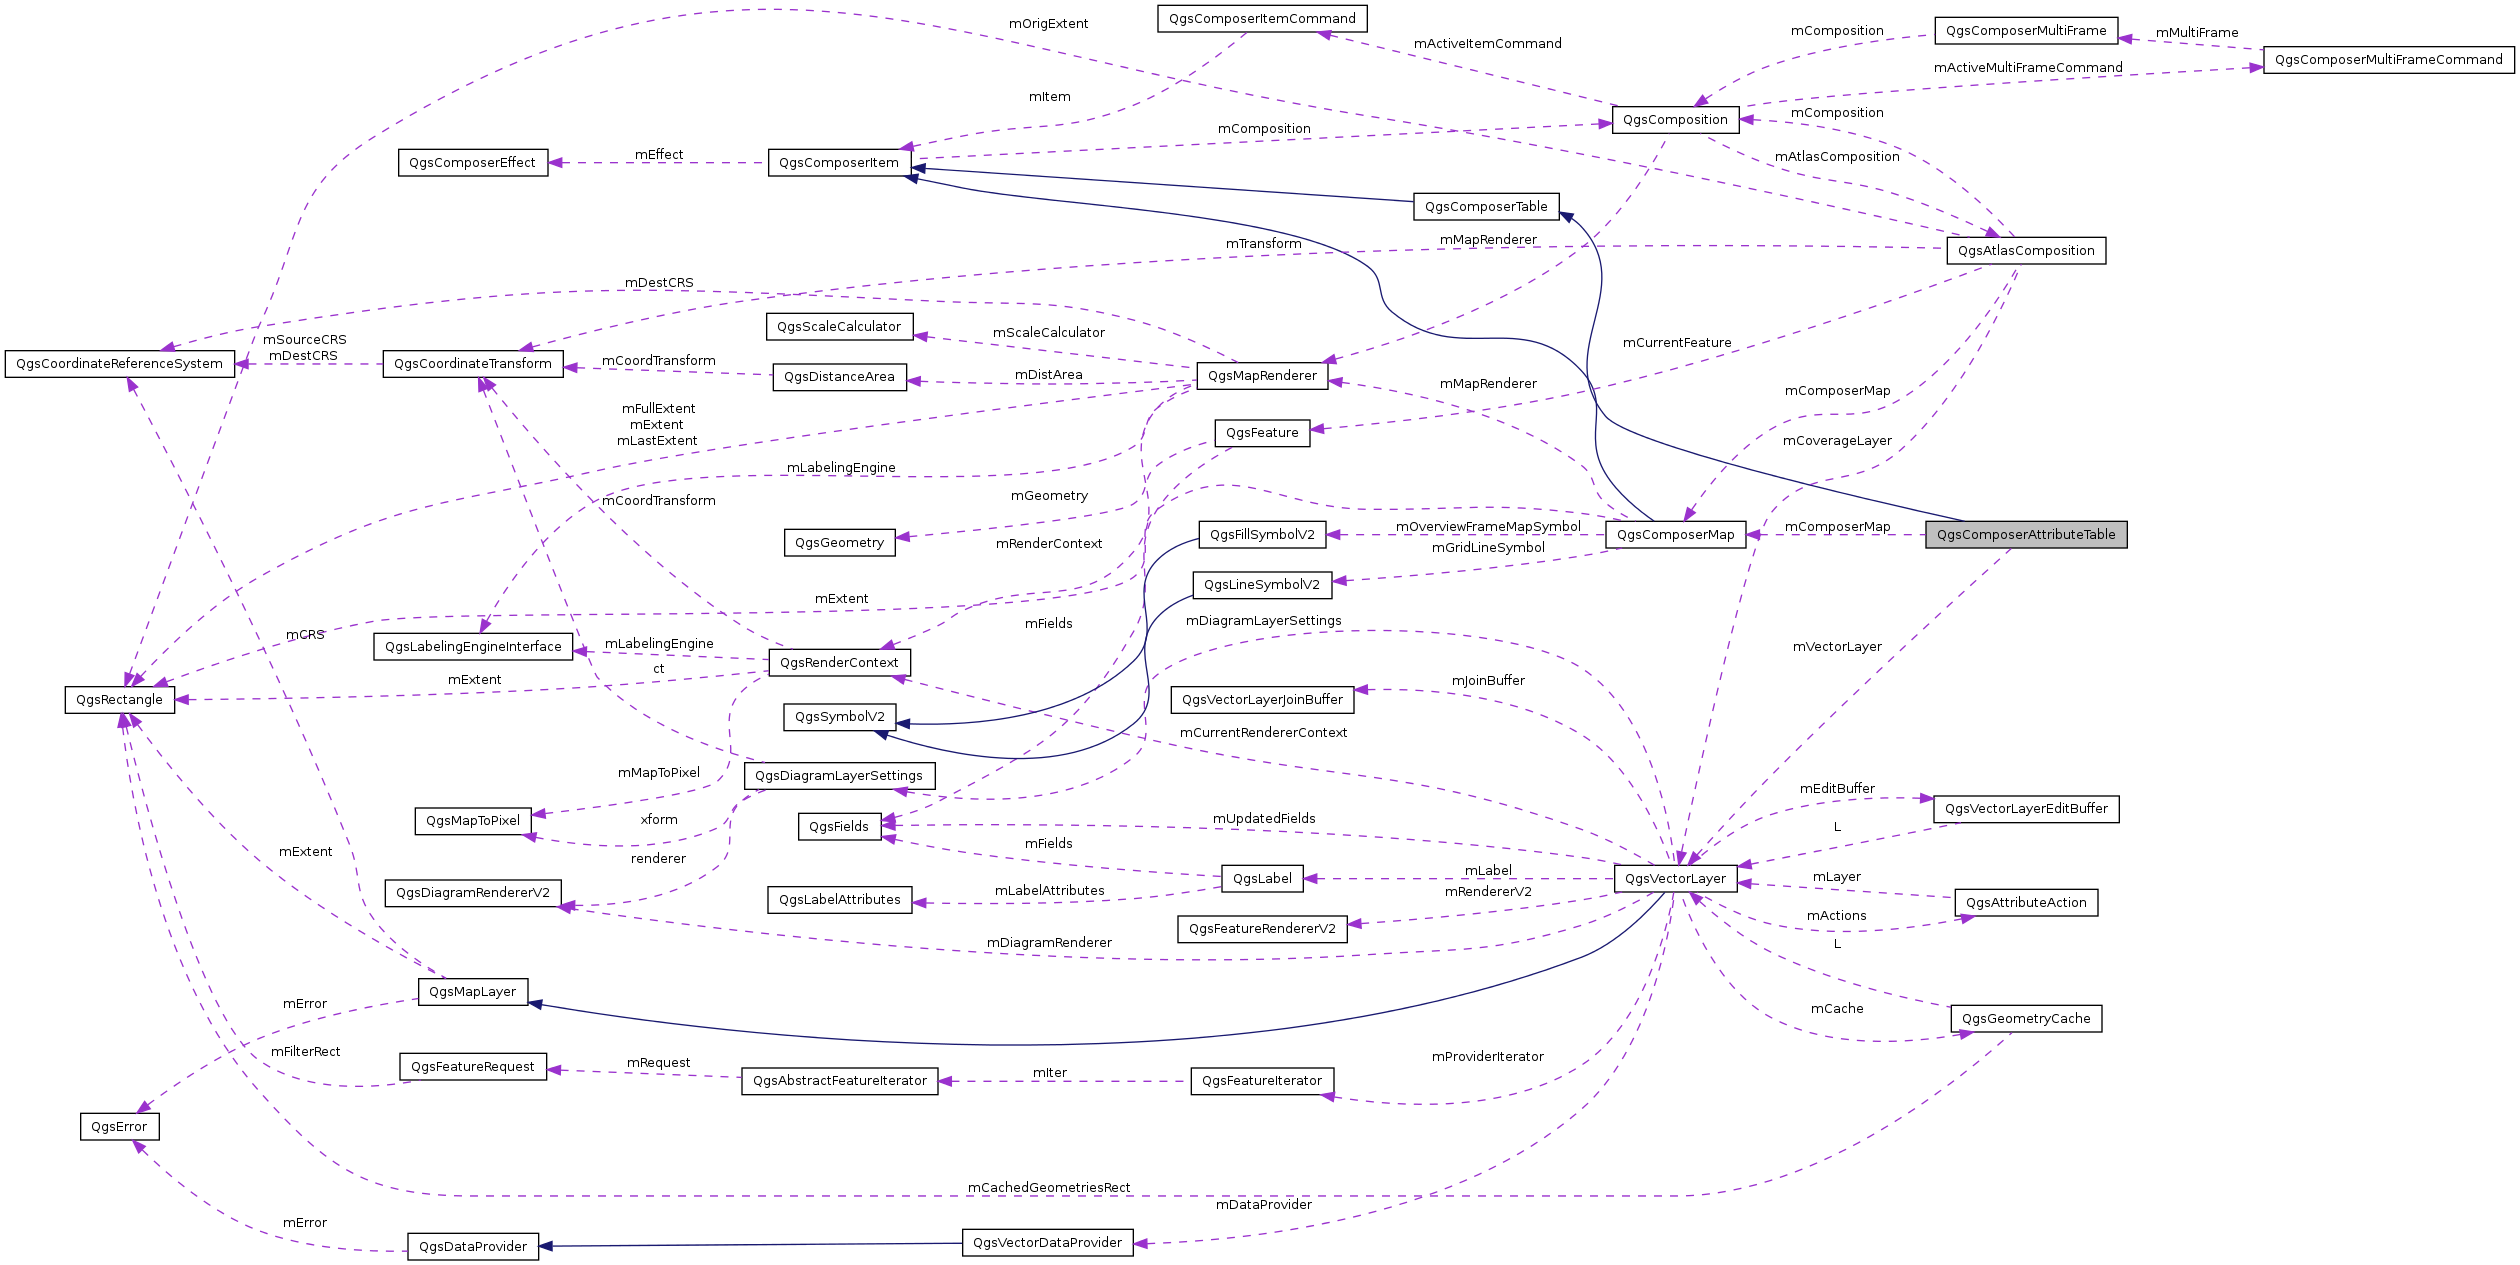 mOrigExtent
QgsComposerItemCommand
QgsComposerMultiFrame
mMultiFrame
QgsComposerMultiFrameCommand
mComposition
mActiveItemCommand
mActiveMultiFrameCommand
mItem
mComposition
QgsComposition
mComposition
QgsComposerEffect
mEffect
QgsComposerItem
mAtlasComposition
QgsComposerTable
mTransform
mMapRenderer
QgsAtlasComposition
mDestCRS
QgsScaleCalculator
mScaleCalculator
mSourceCRS
mDestCRS
mCurrentFeature
QgsCoordinateReferenceSystem
QgsCoordinateTransform
mCoordTransform
QgsDistanceArea
mDistArea
QgsMapRenderer
mMapRenderer
mComposerMap
mFullExtent
mExtent
mLastExtent
QgsFeature
mCoverageLayer
mLabelingEngine
mCoordTransform
mGeometry
QgsGeometry
mRenderContext
QgsFillSymbolV2
mOverviewFrameMapSymbol
mGridLineSymbol
QgsComposerMap
mComposerMap
QgsComposerAttributeTable
QgsLineSymbolV2
mExtent
mFields
mDiagramLayerSettings
mCRS
QgsLabelingEngineInterface
mLabelingEngine
ct
QgsRenderContext
mVectorLayer
mExtent
QgsRectangle
QgsVectorLayerJoinBuffer
mJoinBuffer
QgsSymbolV2
mCurrentRendererContext
mMapToPixel
QgsDiagramLayerSettings
mEditBuffer
QgsVectorLayerEditBuffer
QgsMapToPixel
xform
QgsFields
mUpdatedFields
L
mFields
mExtent
renderer
QgsDiagramRendererV2
QgsLabelAttributes
mLabelAttributes
QgsLabel
mLabel
mRendererV2
QgsVectorLayer
mLayer
QgsAttributeAction
mActions
QgsFeatureRendererV2
mDiagramRenderer
L
QgsMapLayer
mError
mCache
QgsGeometryCache
mFilterRect
QgsFeatureRequest
mRequest
QgsAbstractFeatureIterator
mIter
QgsFeatureIterator
mProviderIterator
QgsError
mCachedGeometriesRect
mDataProvider
mError
QgsDataProvider
QgsVectorDataProvider